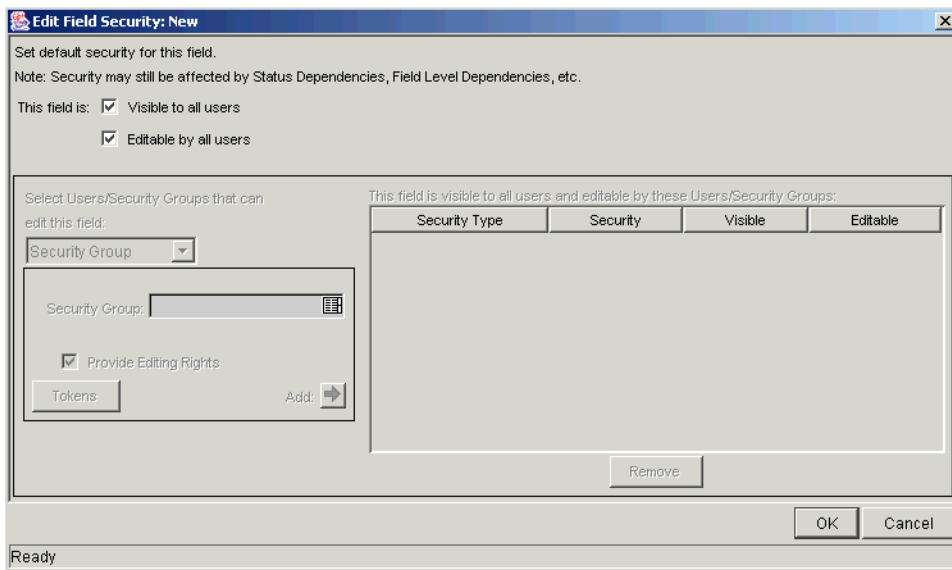 Edit Field Security: New
Set default security for this field.
Note: Security may still be affected by Status Dependencies, Field Level Dependencies, etc.
This field is: Visible to all users
Editable by all users
Select Users/Security Groups that can
edit this field:
Security Group
Security Group:
Provide Editing Rights
Tokens
Add:
This field is visible to all users and editable by these Users/Security Groups:
Security Type Security Visible Editable
Remove
OK Cancel
Ready